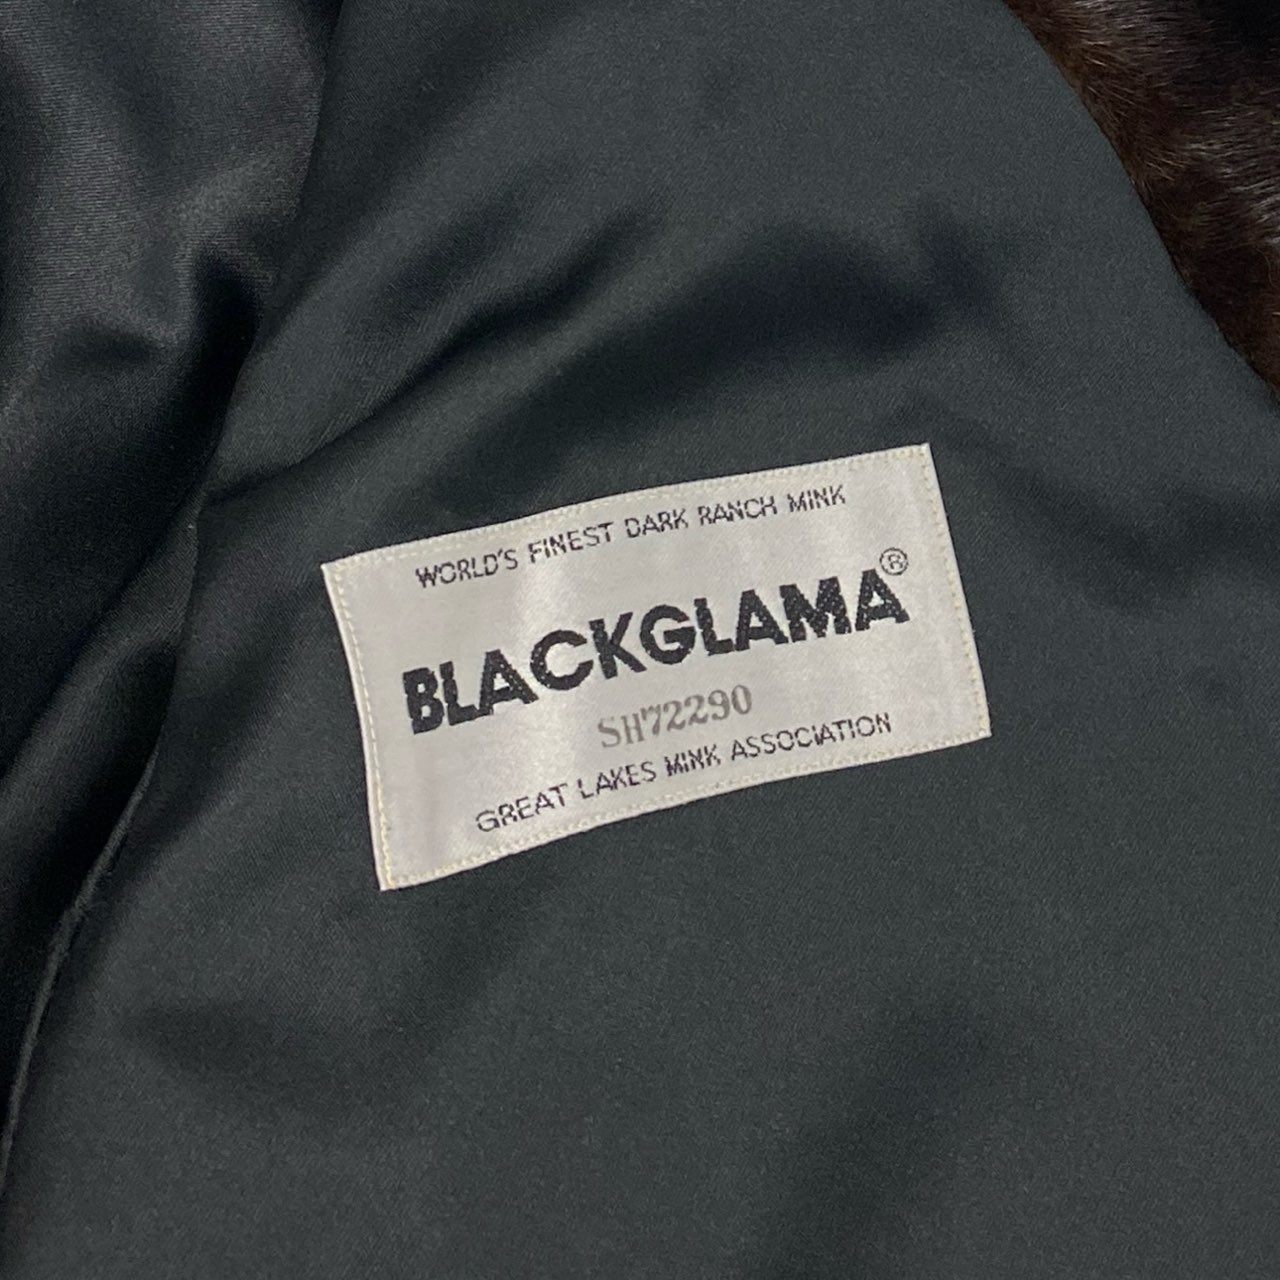 WORLD'S FINEST DARK RANCH MINK
BLACKGLAMA®
SH72290
GREAT LAKES MINK ASSOCIATION